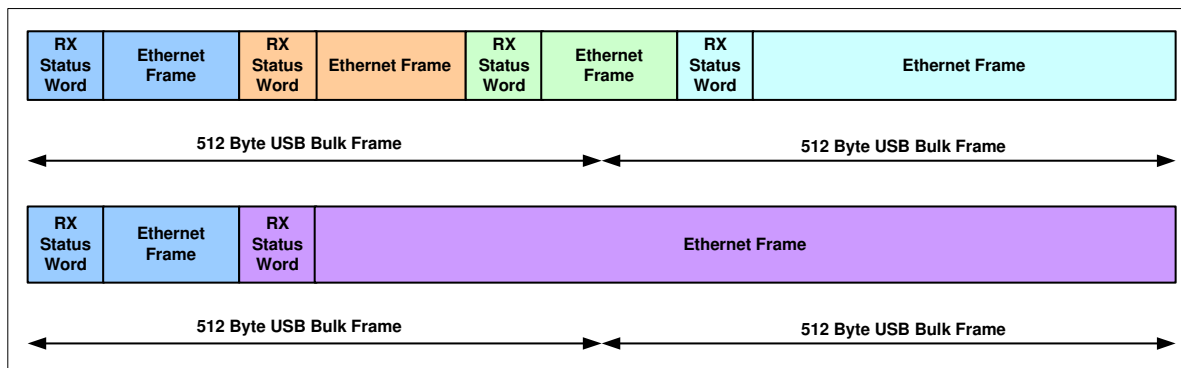 RX
Status
Word
Ethernet
Frame
RX
Status
Word
Ethernet Frame
RX
Status
Word
Ethernet
Frame
RX
Status
Word
Ethernet Frame
512 Byte USB Bulk Frame
512 Byte USB Bulk Frame
RX
Status
Word
Ethernet
Frame
RX
Status
Word
Ethernet Frame
512 Byte USB Bulk Frame
512 Byte USB Bulk Frame